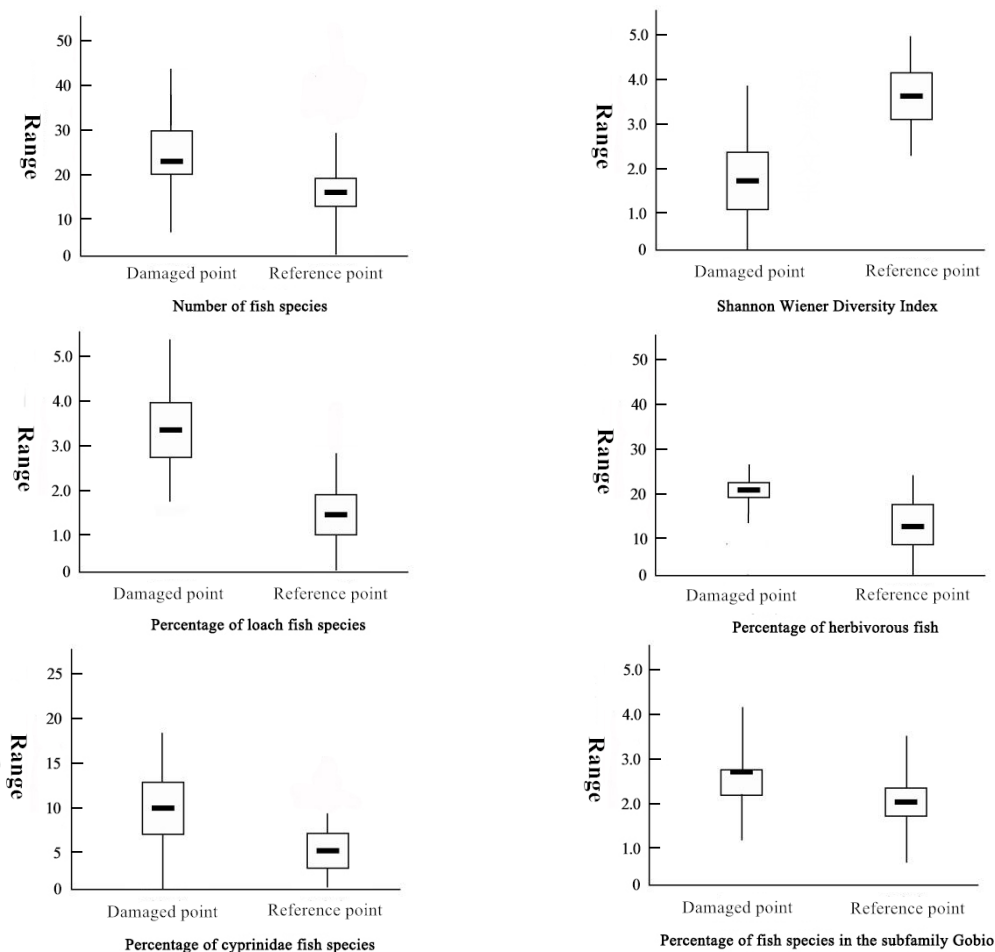 50
40
30
20
10
0
Range
Damaged point
Reference point
Number of fish species
5.0
4.0
3.0
2.0
1.0
0
Range
Damaged point
Reference point
Shannon Wiener Diversity Index
5.0
4.0
3.0
2.0
1.0
0
Range
Damaged point
Reference point
Percentage of loach fish species
50
40
30
20
10
0
Range
Damaged point
Reference point
Percentage of herbivorous fish
25
20
15
10
5
0
Range
Damaged point
Reference point
Percentage of cyprinidae fish species
5.0
4.0
3.0
2.0
1.0
0
Range
Damaged point
Reference point
Percentage of fish species in the subfamily Gobio